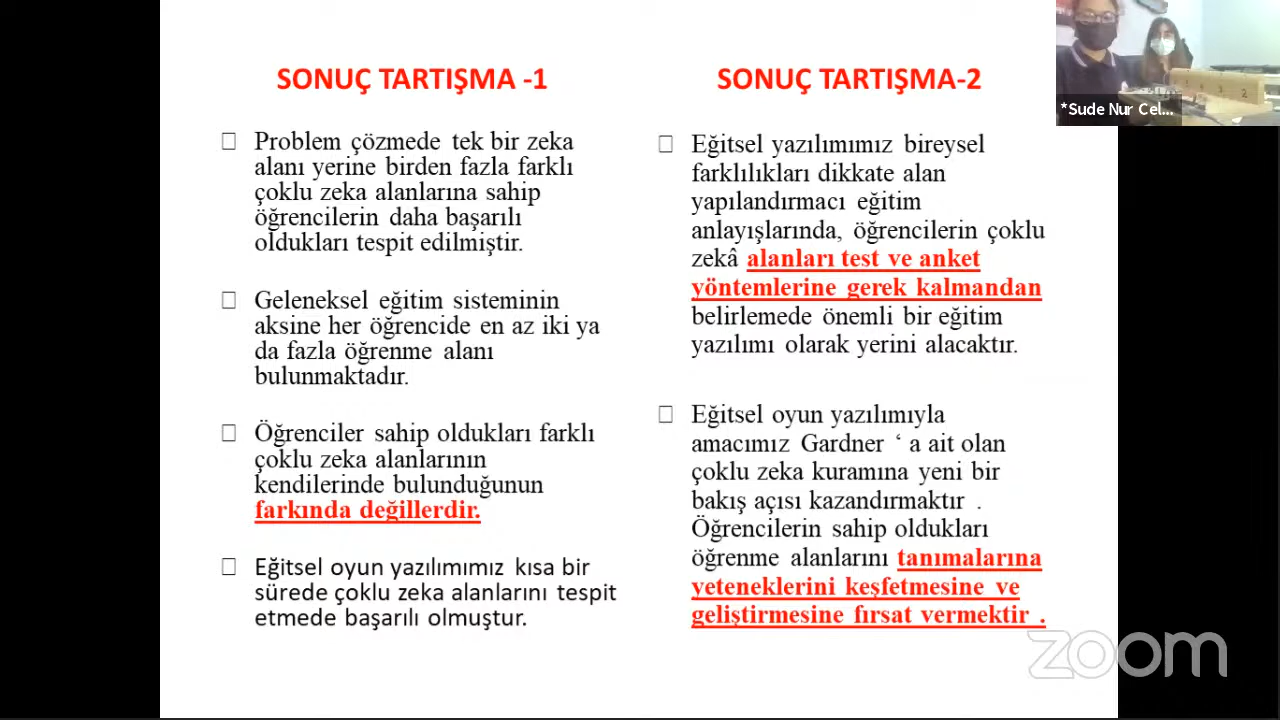 SONUÇ TARTIŞMA -1
Problem çözmede tek bir zeka
alanı yerine birden fazla farklı
çoklu zeka alanlarına sahip
öğrencilerin daha başarılı
oldukları tespit edilmiştir.
Geleneksel eğitim sisteminin
aksine her öğrencide en az iki ya
da fazla öğrenme alanı
bulunmaktadır.
Öğrenciler sahip oldukları farklı
çoklu zeka alanlarının
kendilerinde bulunduğunun
farkında değillerdir.
Eğitsel oyun yazılımımız kısa bir
sürede çoklu zeka alanlarını tespit
etmede başarılı olmuştur.
SONUÇ TARTIŞMA-2
Eğitsel yazılımımız bireysel
farklılıkları dikkate alan
yapılandırmacı eğitim
anlayışlarında, öğrencilerin çoklu
zekâ alanları test ve anket
yöntemlerine gerek kalmandan
belirlemede önemli bir eğitim
yazılımı olarak yerini alacaktır.
Eğitsel oyun yazılımıyla
amacımız Gardner ‘ a ait olan
çoklu zeka kuramına yeni bir
bakış açısı kazandırmaktır .
Öğrencilerin sahip oldukları
öğrenme alanlarını tanımalarına
yeteneklerini keşfetmesine ve
geliştirmesine fırsat vermektir .
*Sude Nur Cel...
zoom